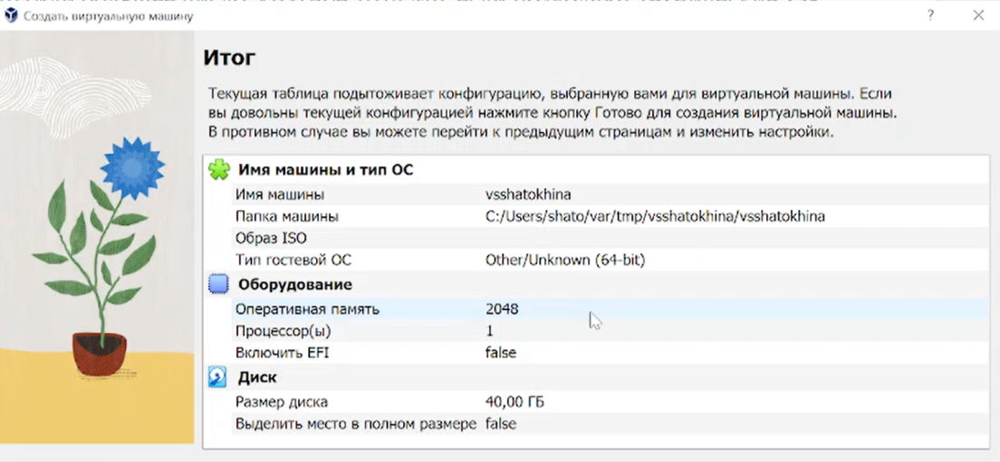 Создать виртуальную машину
?
Итог
Текущая таблица подытоживает конфигурацию, выбранную вами для виртуальной машины. Если
вы довольны текущей конфигурацией нажмите кнопку Готово для создания виртуальной машины.
В противном случае вы можете перейти к предыдущим страницам и изменить настройки.
Имя машины и тип ОС
Имя машины vsshatokhina
Папка машины C:/Users/shato/var/tmp/vsshatokhina/vsshatokhina
Образ ISO
Тип гостевой ОС Other/Unknown (64-bit)
Оборудование
Оперативная память 2048
Процессор(ы) 1
Включить EFI false
Диск
Размер диска 40,00 ГБ
Выделить место в полном размере false